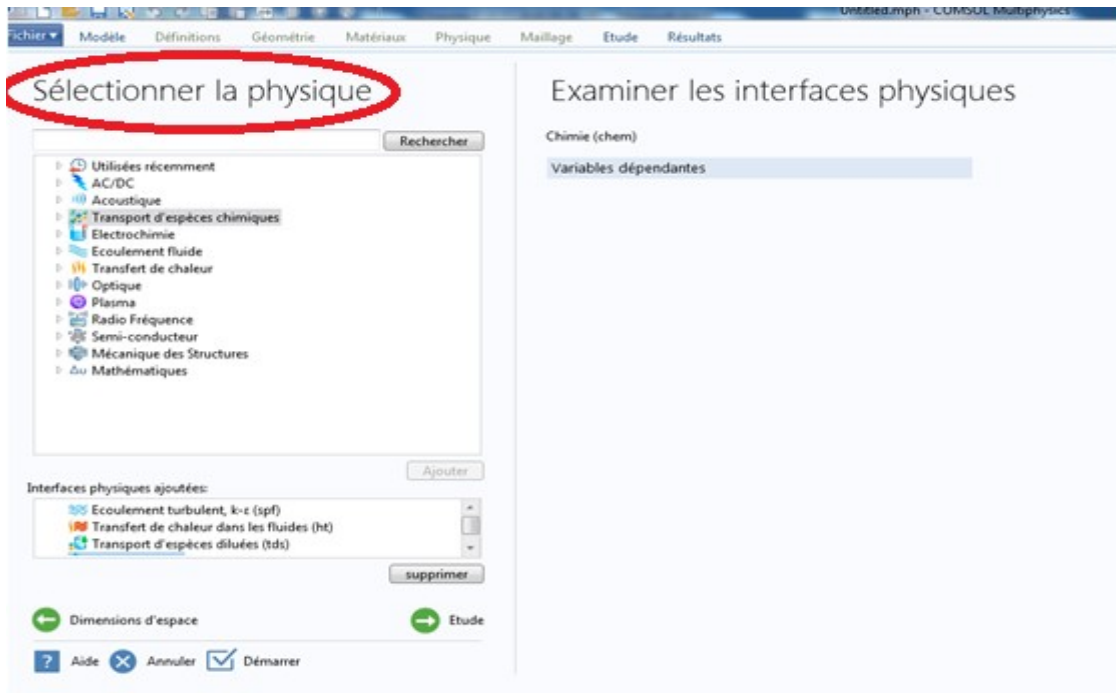 Untitled.mph - COMSOL Multiphysics
Fichier Modèle Définitions Géométrie Matériaux Physique Maillage Etude Résultats
Sélectionner la physique
Rechercher
Utilisées récemment
AC/DC
Acoustique
Transport d'espèces chimiques
Electrochimie
Ecoulement fluide
Transfert de chaleur
Optique
Plasma
Radio Fréquence
Semi-conducteur
Mécanique des Structures
Δu Mathématiques
Ajouter
Interfaces physiques ajoutées:
Ecoulement turbulent, k-ε (spf)
Transfert de chaleur dans les fluides (ht)
Transport d'espèces diluées (tds)
supprimer
Dimensions d'espace
Etude
? Aide Annuler Démarrer
Examiner les interfaces physiques
Chimie (chem)
Variables dépendantes